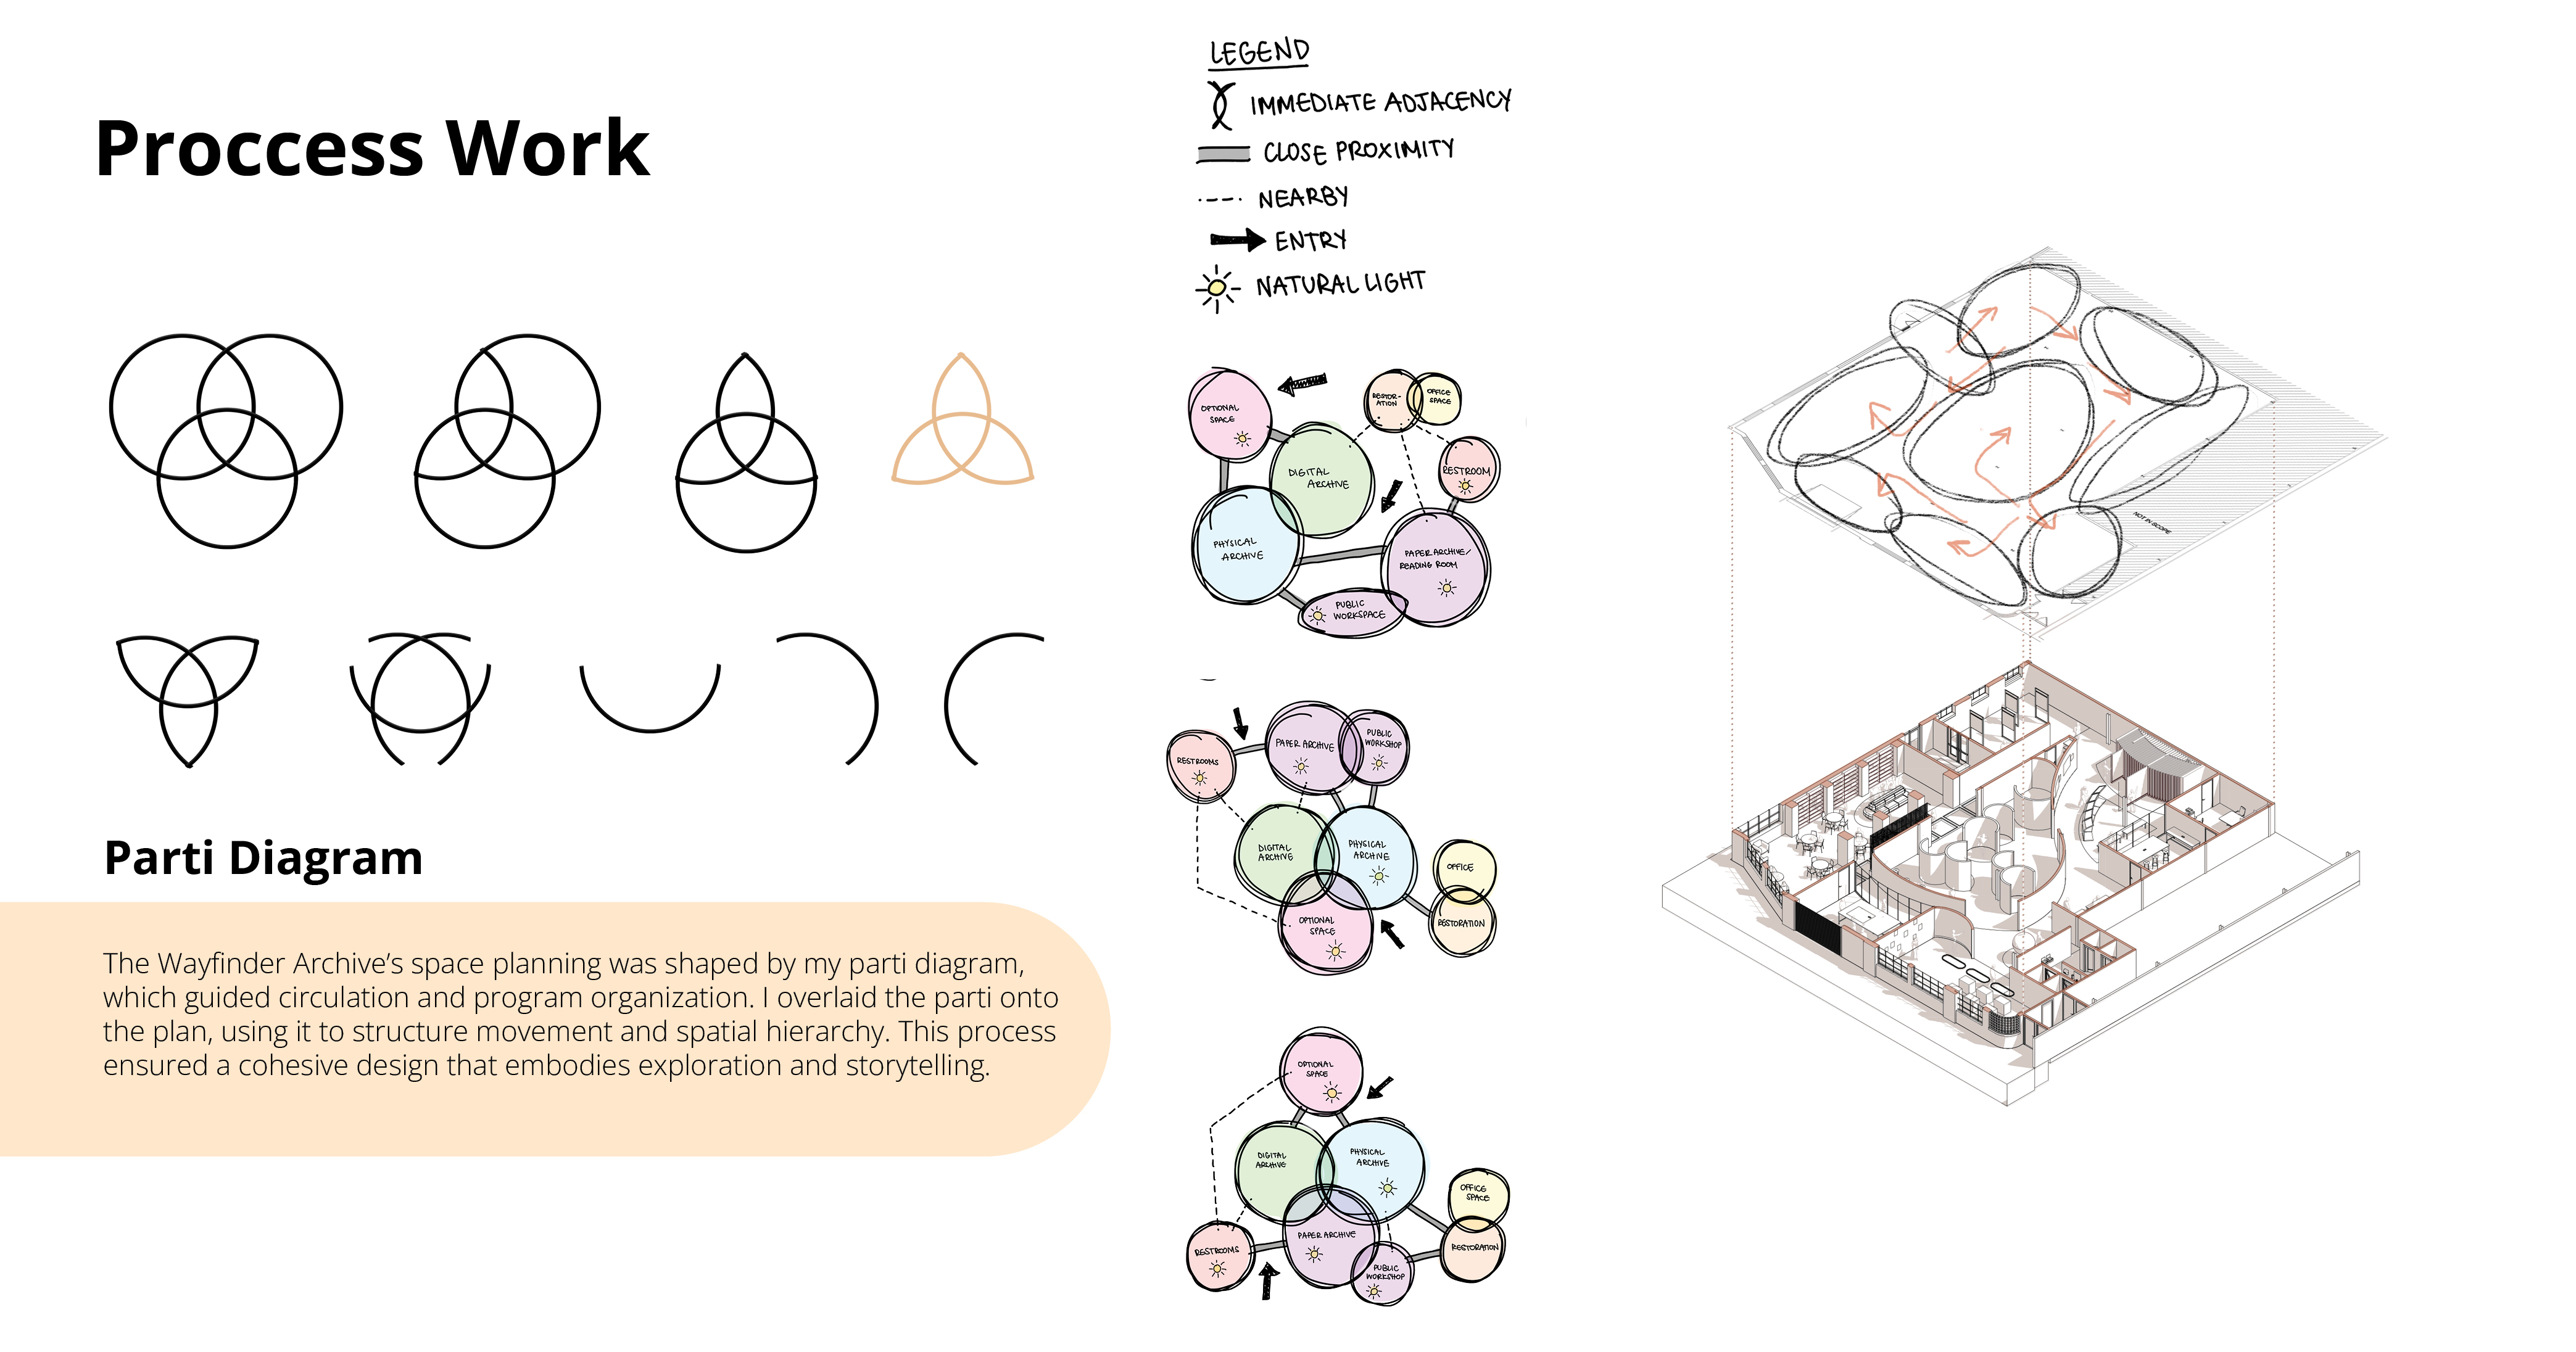 Proccess Work
Parti Diagram
The Wayfinder Archive’s space planning was shaped by my parti diagram,
which guided circulation and program organization. I overlaid the parti onto
the plan, using it to structure movement and spatial hierarchy. This process
ensured a cohesive design that embodies exploration and storytelling.
LEGEND
IMMEDIATE ADJACENCY
CLOSE PROXIMITY
NEARBY
ENTRY
NATURAL LIGHT
OPTIONAL
SPACE
RESTOR-
ATION
OFFICE
SPACE
DIGITAL
ARCHIVE
RESTROOM
PHYSICAL
ARCHIVE
PAPER ARCHIVE/
READING ROOM
PUBLIC
WORKSPACE
PAPER ARCHIVE
PUBLIC
WORKSHOP
RESTROOMS
DIGITAL
ARCHIVE
PHYSICAL
ARCHIVE
OFFICE
RESTORATION
OPTIONAL
SPACE
OPTIONAL
SPACE
DIGITAL
ARCHIVE
PHYSICAL
ARCHIVE
OFFICE
SPACE
RESTROOMS
PAPER ARCHIVE
RESTORATION
PUBLIC
WORKSHOP
NOT IN SCOPE